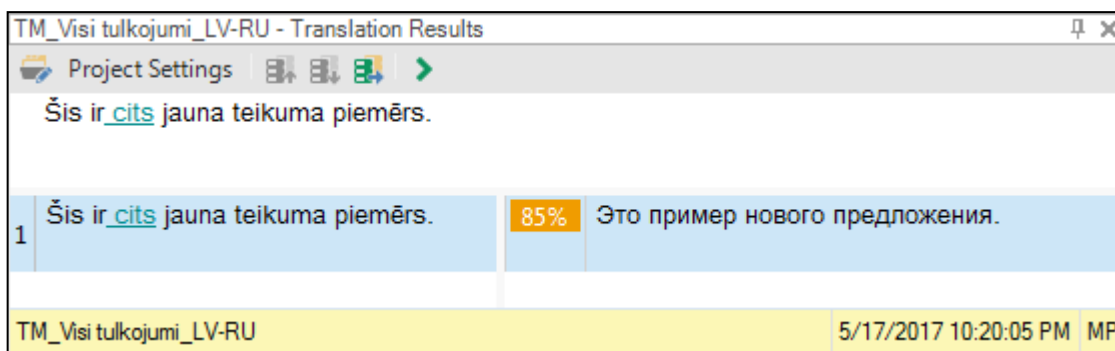 TM_Visi tulkojumi_LV-RU - Translation Results
Project Settings
Šis ir cits jauna teikuma piemērs.
1 Šis ir cits jauna teikuma piemērs. 85% Это пример нового предложения.
TM_Visi tulkojumi_LV-RU 5/17/2017 10:20:05 PM MP